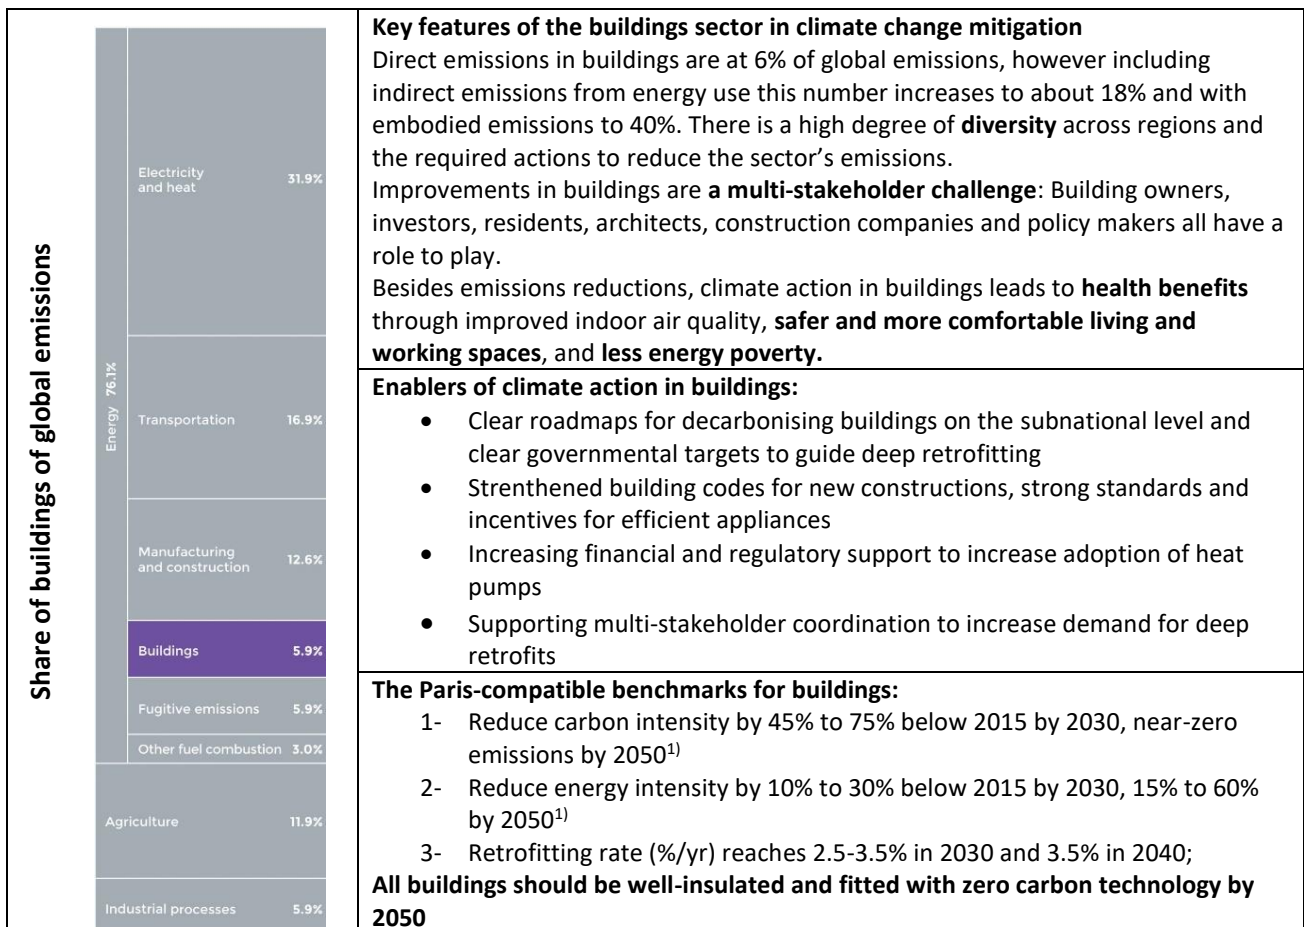 Share of buildings of global emissions
Energy 76.1%
Electricity
and heat 31.9%
Transportation 16.9%
Manufacturing
and construction 12.6%
Buildings 5.9%
Fugitive emissions 5.9%
Other fuel combustion 3.0%
Agriculture 11.9%
Industrial processes 5.9%
Key features of the buildings sector in climate change mitigation
Direct emissions in buildings are at 6% of global emissions, however including
indirect emissions from energy use this number increases to about 18% and with
embodied emissions to 40%. There is a high degree of diversity across regions and
the required actions to reduce the sector’s emissions.
Improvements in buildings are a multi-stakeholder challenge: Building owners,
investors, residents, architects, construction companies and policy makers all have a
role to play.
Besides emissions reductions, climate action in buildings leads to health benefits
through improved indoor air quality, safer and more comfortable living and
working spaces, and less energy poverty.
Enablers of climate action in buildings:
• Clear roadmaps for decarbonising buildings on the subnational level and
clear governmental targets to guide deep retrofitting
• Strenthened building codes for new constructions, strong standards and
incentives for efficient appliances
• Increasing financial and regulatory support to increase adoption of heat
pumps
• Supporting multi-stakeholder coordination to increase demand for deep
retrofits
The Paris-compatible benchmarks for buildings:
1- Reduce carbon intensity by 45% to 75% below 2015 by 2030, near-zero
emissions by 2050¹⁾
2- Reduce energy intensity by 10% to 30% below 2015 by 2030, 15% to 60%
by 2050¹⁾
3- Retrofitting rate (%/yr) reaches 2.5-3.5% in 2030 and 3.5% in 2040;
All buildings should be well-insulated and fitted with zero carbon technology by
2050